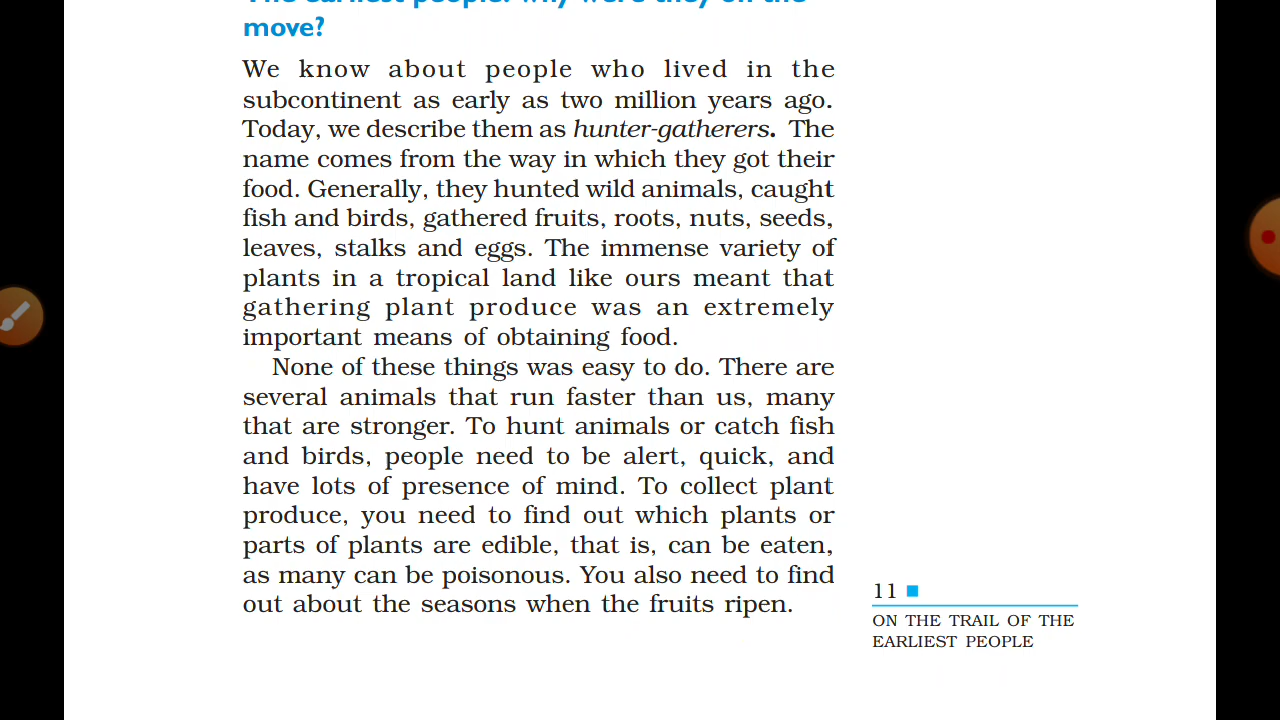 The earliest people: why were they on the
move?
We know about people who lived in the
subcontinent as early as two million years ago.
Today, we describe them as hunter-gatherers. The
name comes from the way in which they got their
food. Generally, they hunted wild animals, caught
fish and birds, gathered fruits, roots, nuts, seeds,
leaves, stalks and eggs. The immense variety of
plants in a tropical land like ours meant that
gathering plant produce was an extremely
important means of obtaining food.
None of these things was easy to do. There are
several animals that run faster than us, many
that are stronger. To hunt animals or catch fish
and birds, people need to be alert, quick, and
have lots of presence of mind. To collect plant
produce, you need to find out which plants or
parts of plants are edible, that is, can be eaten,
as many can be poisonous. You also need to find
out about the seasons when the fruits ripen.
11
ON THE TRAIL OF THE
EARLIEST PEOPLE